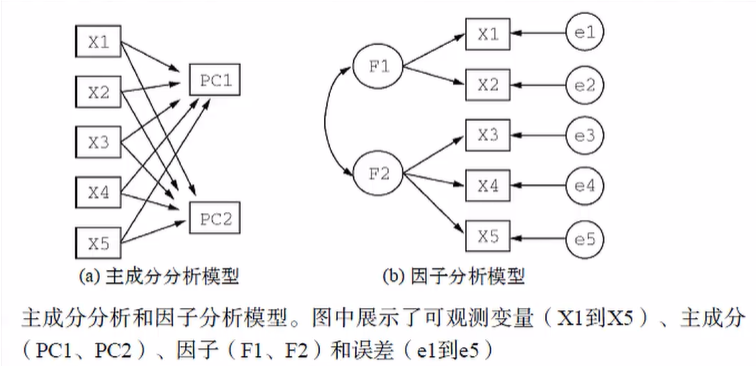 X1
X2
X3
X4
X5
PC1
PC2
(a) 主成分分析模型
F1
F2
X1
X2
X3
X4
X5
e1
e2
e3
e4
e5
(b) 因子分析模型
主成分分析和因子分析模型。图中展示了可观测变量（X1到X5）、主成分
（PC1、PC2）、因子（F1、F2）和误差（e1到e5）